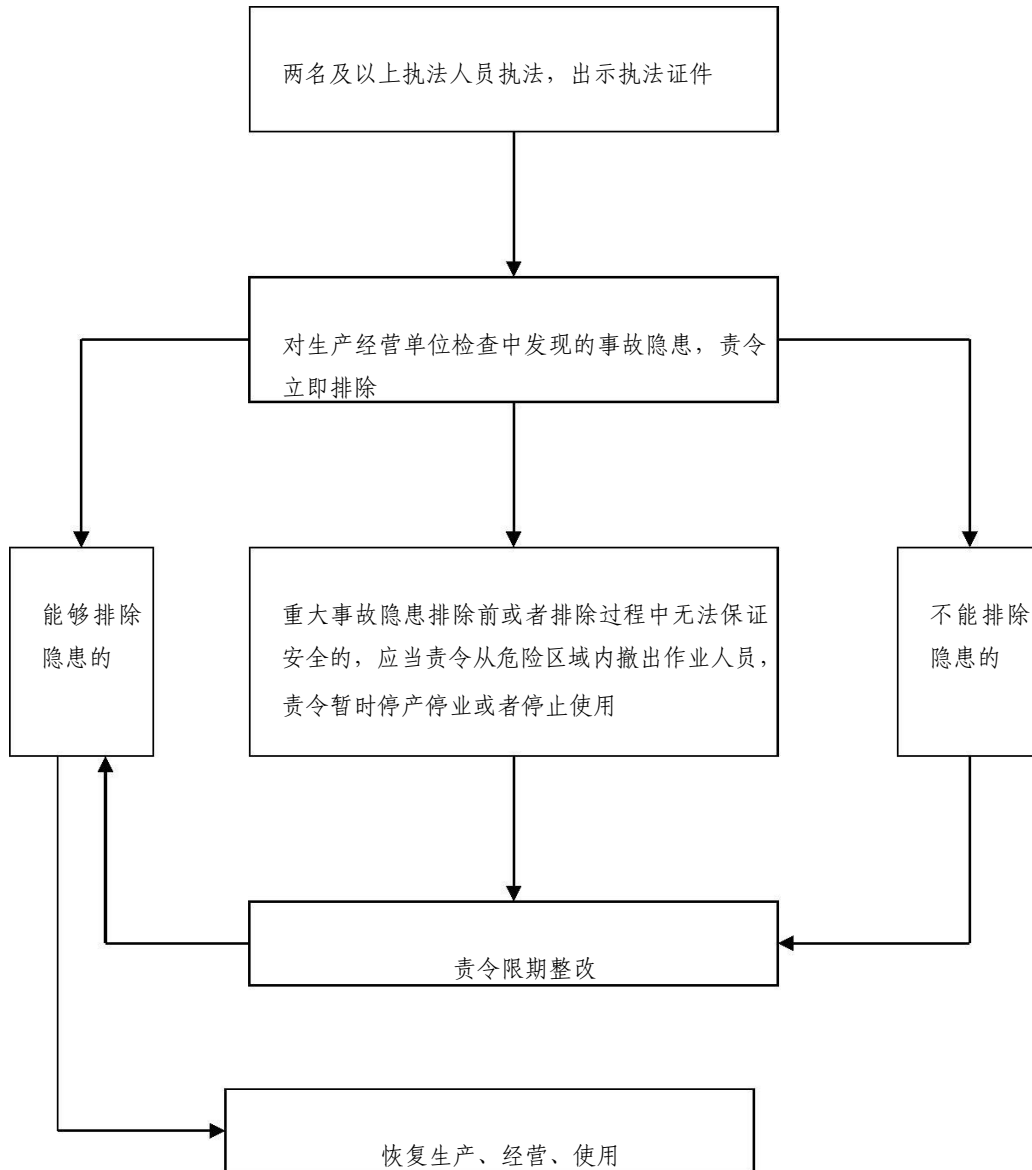 两名及以上执法人员执法，出示执法证件
对生产经营单位检查中发现的事故隐患，责令
立即排除
能够排除
隐患的
重大事故隐患排除前或者排除过程中无法保证
安全的，应当责令从危险区域内撤出作业人员，
责令暂时停产停业或者停止使用
不能排除
隐患的
责令限期整改
恢复生产、经营、使用